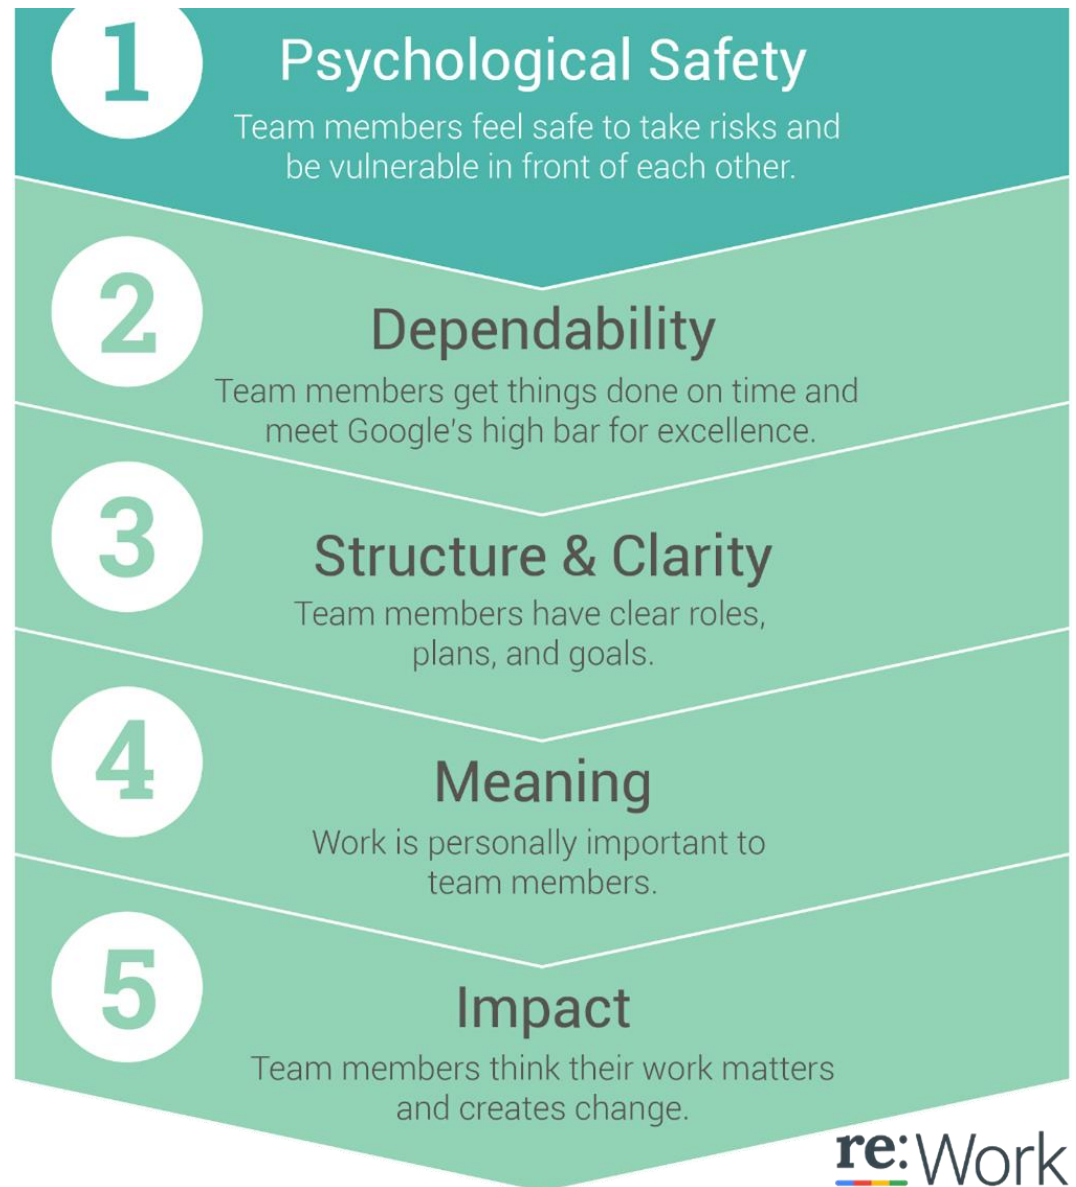 1
Psychological Safety
Team members feel safe to take risks and
be vulnerable in front of each other.
2
Dependability
Team members get things done on time and
meet Google's high bar for excellence.
3
Structure & Clarity
Team members have clear roles,
plans, and goals.
4
Meaning
Work is personally important to
team members.
5
Impact
Team members think their work matters
and creates change.
re:Work